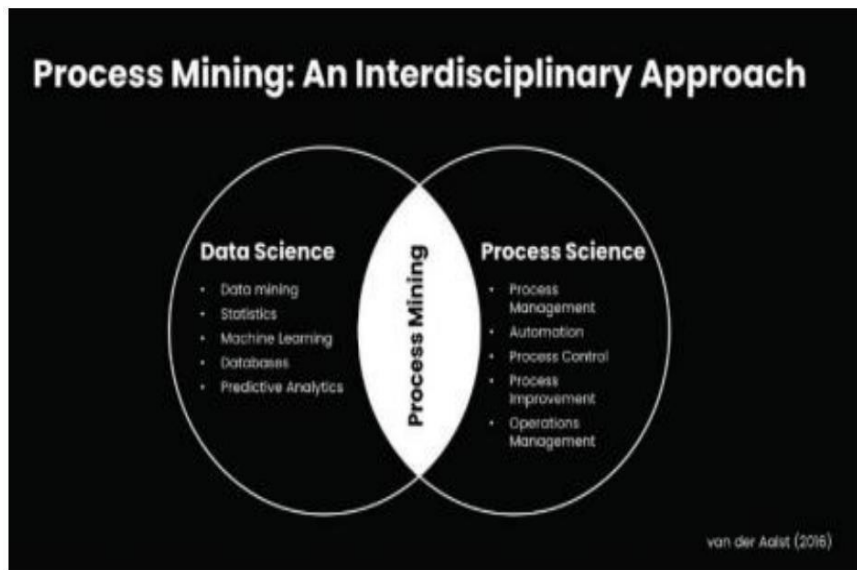 Process Mining: An Interdisciplinary Approach
Data Science
• Data mining
• Statistics
• Machine Learning
• Databases
• Predictive Analytics
Process Mining
Process Science
• Process
Management
• Automation
• Process Control
• Process
Improvement
• Operations
Management
van der Aalst (2016)